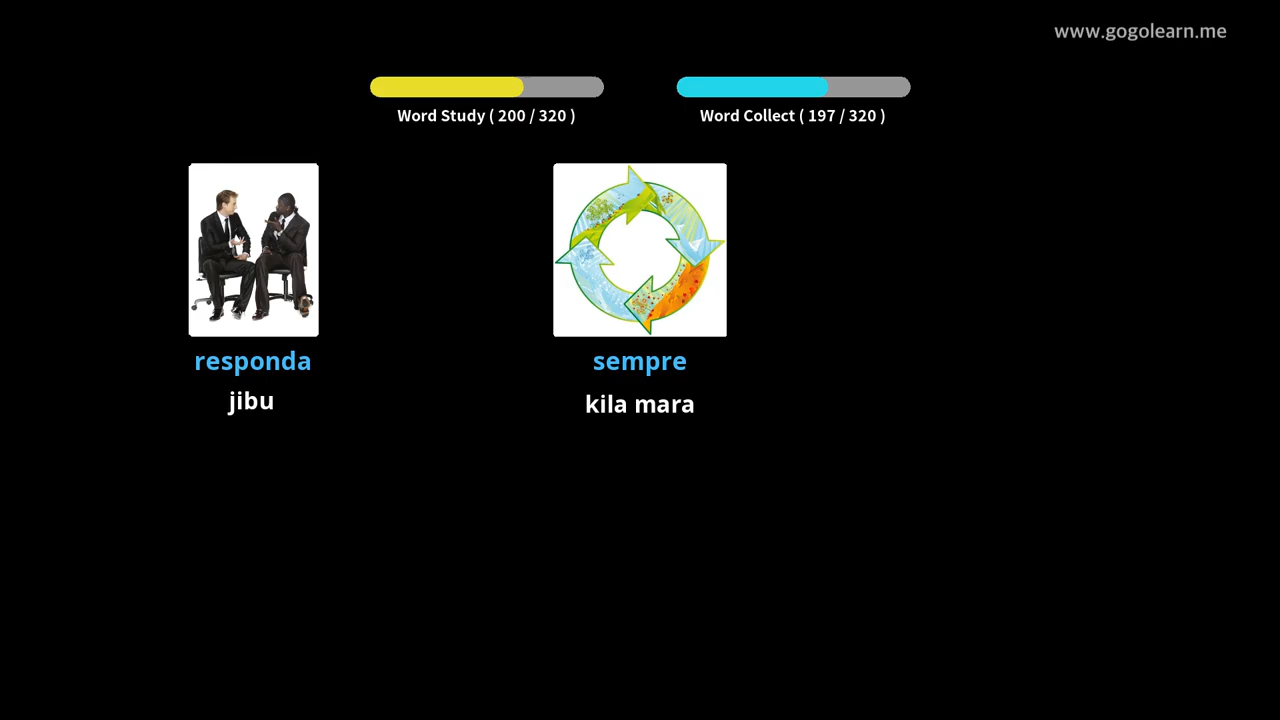 www.gogolearn.me
Word Study ( 200 / 320 )
Word Collect ( 197 / 320 )
responda
sempre
jibu
kila mara